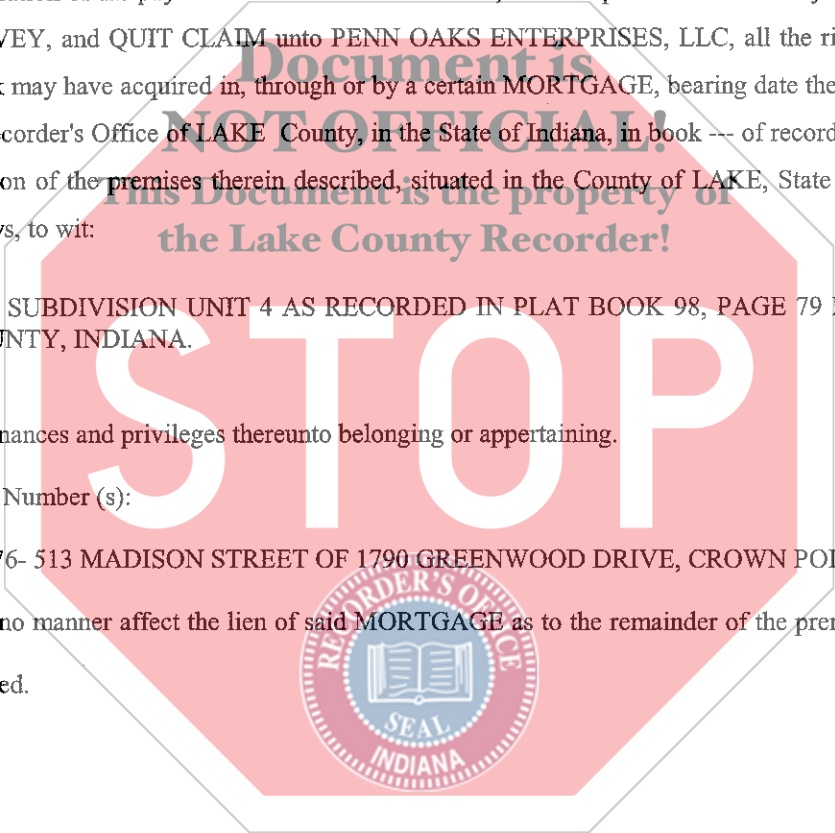 VEY, and QUIT CLAIM unto PENN OAKS ENTERPRISES, LLC, all the ri
may have acquired in, through or by a certain MORTGAGE, bearing date the
Document is
corder's Office of LAKE County, in the State of Indiana, in book --- of record
NOT OFFICIAL!
on of the premises therein described, situated in the County of LAKE, State
This Document is the property of
s, to wit:
the Lake County Recorder!
SUBDIVISION UNIT 4 AS RECORDED IN PLAT BOOK 98, PAGE 79
NTY, INDIANA.
STOP
nances and privileges thereunto belonging or appertaining.
Number (s):
76- 513 MADISON STREET OF 1790 GREENWOOD DRIVE, CROWN POI
no manner affect the lien of said MORTGAGE as to the remainder of the prer
ed.
RECORDER'S OFFICE
SEAL
INDIANA